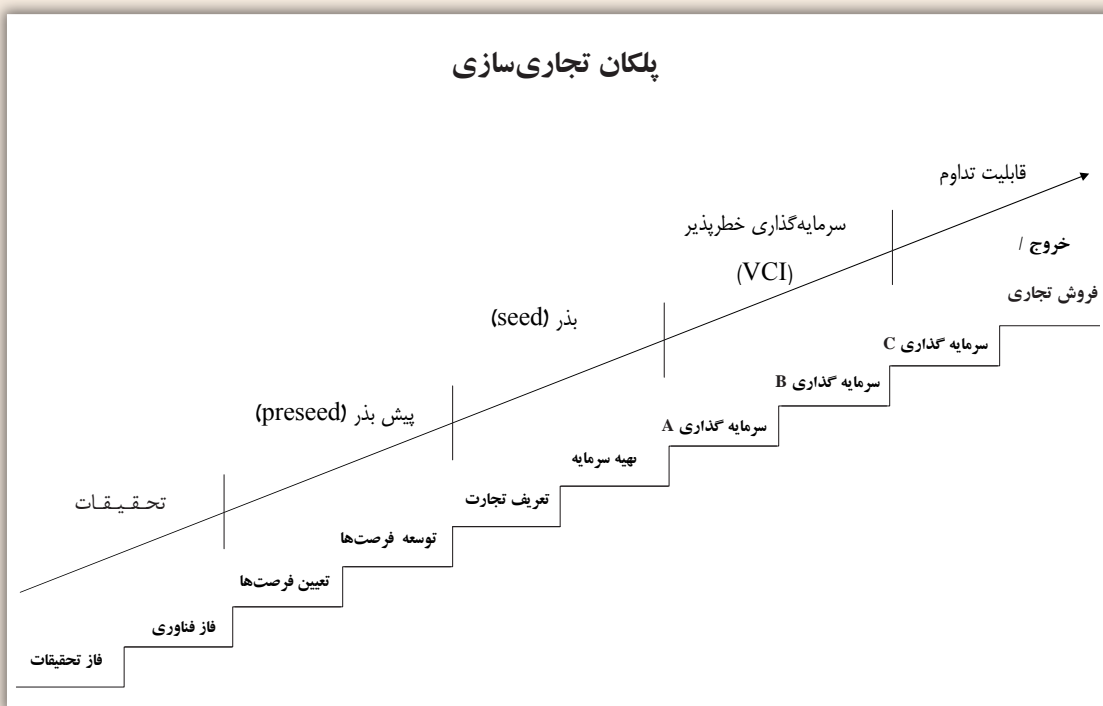 پلکان تجاری‌سازی
قابلیت تداوم
سرمایه‌گذاری خطرپذیر
(VCI)
بذر (seed)
پیش بذر (preseed)
تحقیقات
خروج /
فروش تجاری
سرمایه گذاری C
سرمایه گذاری B
سرمایه گذاری A
تهیه سرمایه
تعریف تجارت
توسعه فرصت‌ها
تعیین فرصت‌ها
فاز فناوری
فاز تحقیقات